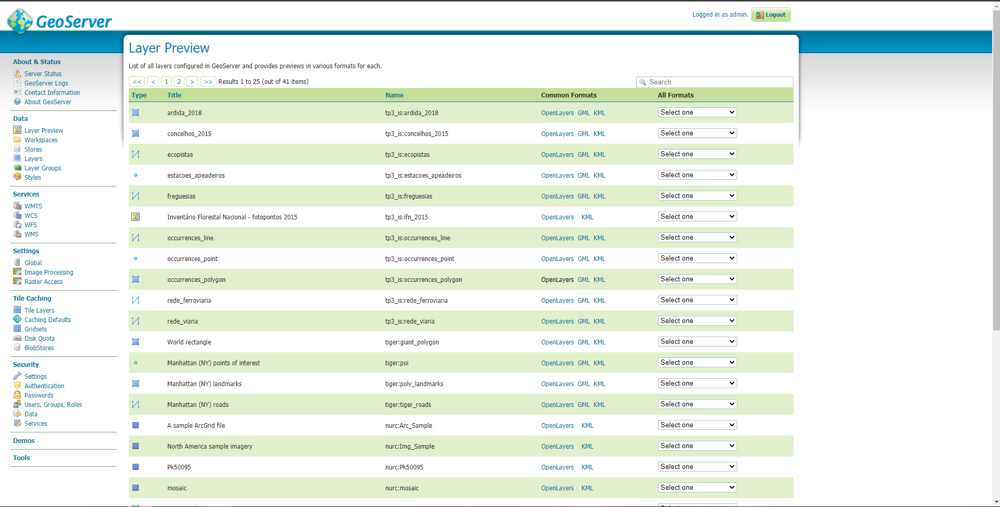 GeoServer
Logged in as admin. Logout
About & Status
Server Status
GeoServer Logs
Contact Information
About GeoServer
Data
Layer Preview
Workspaces
Stores
Layers
Layer Groups
Styles
Services
WMTS
WCS
WFS
WMS
Settings
Global
Image Processing
Raster Access
Tile Caching
Tile Layers
Caching Defaults
Gridsets
Disk Quota
BlobStores
Security
Settings
Authentication
Passwords
Users, Groups, Roles
Data
Services
Demos
Tools
Layer Preview
List of all layers configured in GeoServer and provides previews in various formats for each.
<< < 1 2 > >> Results 1 to 25 (out of 41 items) Search
Type Title Name Common Formats All Formats
ardida_2018 tp3_is:ardida_2018 OpenLayers GML KML Select one
concelhos_2015 tp3_is:concelhos_2015 OpenLayers GML KML Select one
ecopistas tp3_is:ecopistas OpenLayers GML KML Select one
estacoes_apeadeiros tp3_is:estacoes_apeadeiros OpenLayers GML KML Select one
freguesias tp3_is:freguesias OpenLayers GML KML Select one
Inventário Florestal Nacional - fotopontos 2015 tp3_is:ifn_2015 OpenLayers KML Select one
occurrences_line tp3_is:occurrences_line OpenLayers GML KML Select one
occurrences_point tp3_is:occurrences_point OpenLayers GML KML Select one
occurrences_polygon tp3_is:occurrences_polygon OpenLayers GML KML Select one
rede_ferroviaria tp3_is:rede_ferroviaria OpenLayers GML KML Select one
rede_viaria tp3_is:rede_viaria OpenLayers GML KML Select one
World rectangle tiger:giant_polygon OpenLayers GML KML Select one
Manhattan (NY) points of interest tiger:poi OpenLayers GML KML Select one
Manhattan (NY) landmarks tiger:poly_landmarks OpenLayers GML KML Select one
Manhattan (NY) roads tiger:tiger_roads OpenLayers GML KML Select one
A sample ArcGrid file nurc:Arc_Sample OpenLayers KML Select one
North America sample imagery nurc:Img_Sample OpenLayers KML Select one
Pk50095 nurc:Pk50095 OpenLayers KML Select one
mosaic nurc:mosaic OpenLayers KML Select one